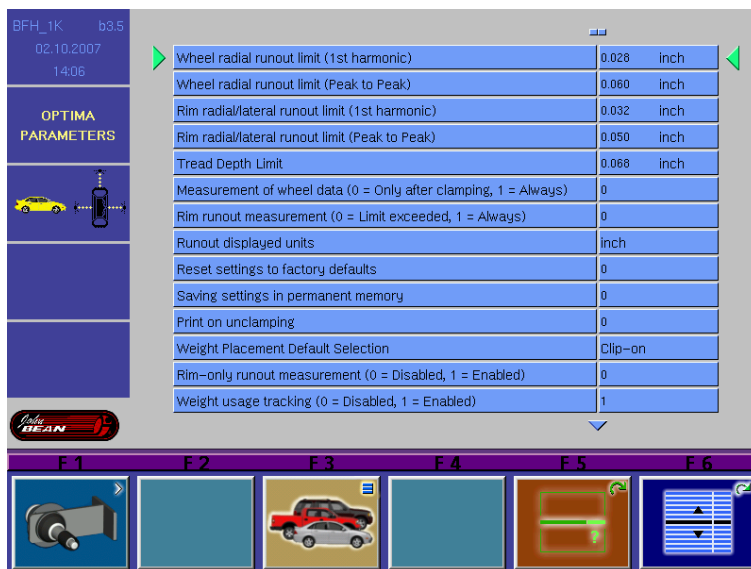 BFH_1K b3.5
02.10.2007
14:06
OPTIMA
PARAMETERS
Wheel radial runout limit (1st harmonic) 0.028 inch
Wheel radial runout limit (Peak to Peak) 0.060 inch
Rim radial/lateral runout limit (1st harmonic) 0.032 inch
Rim radial/lateral runout limit (Peak to Peak) 0.050 inch
Tread Depth Limit 0.068 inch
Measurement of wheel data (0 = Only after clamping, 1 = Always) 0
Rim runout measurement (0 = Limit exceeded, 1 = Always) 0
Runout displayed units inch
Reset settings to factory defaults 0
Saving settings in permanent memory 0
Print on unclamping 0
Weight Placement Default Selection Clip-on
Rim-only runout measurement (0 = Disabled, 1 = Enabled) 0
Weight usage tracking (0 = Disabled, 1 = Enabled) 1
John
BEAN
F 1 F 2 F 3 F 4 F 5 F 6
?